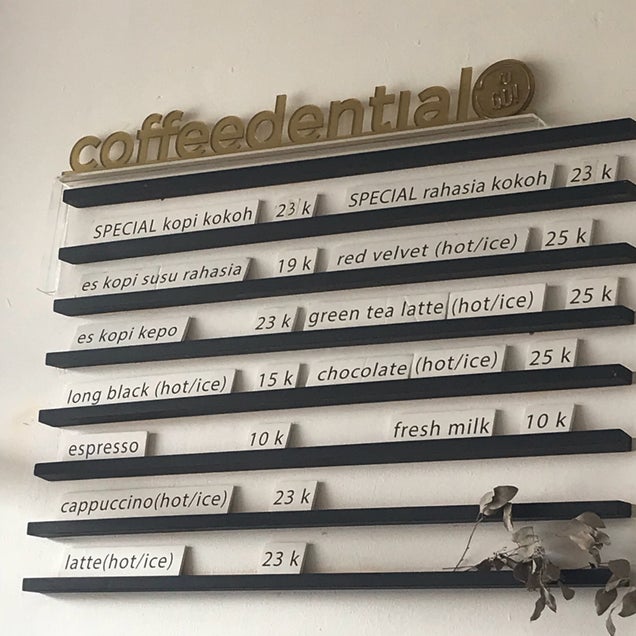 coffeedential
SPECIAL kopi kokoh 23 k SPECIAL rahasia kokoh 23 k
es kopi susu rahasia 19 k red velvet (hot/ice) 25 k
es kopi kepo 23 k green tea latte (hot/ice) 25 k
long black (hot/ice) 15 k chocolate (hot/ice) 25 k
espresso 10 k fresh milk 10 k
cappuccino(hot/ice) 23 k
latte(hot/ice) 23 k